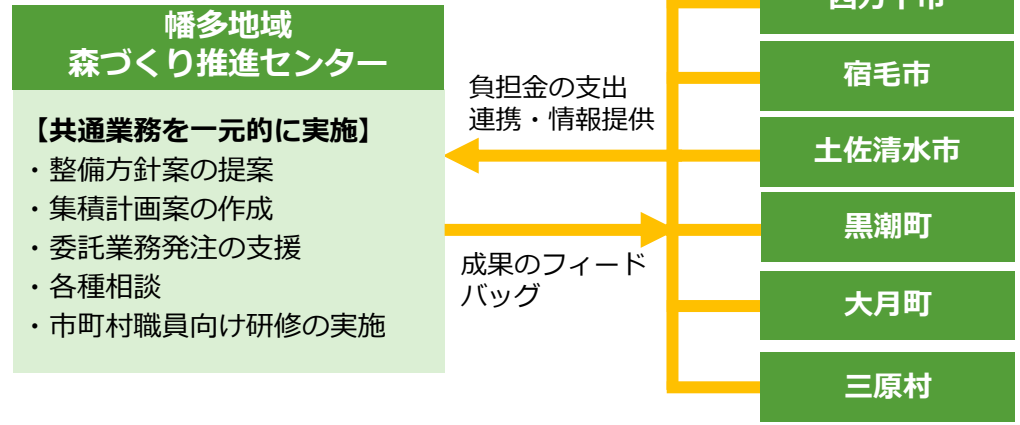 幡多地域
森づくり推進センター
【共通業務を一元的に実施】
・整備方針案の提案
・集積計画案の作成
・委託業務発注の支援
・各種相談
・市町村職員向け研修の実施
負担金の支出
連携・情報提供
成果のフィード
バッグ
四万十市
宿毛市
土佐清水市
黒潮町
大月町
三原村